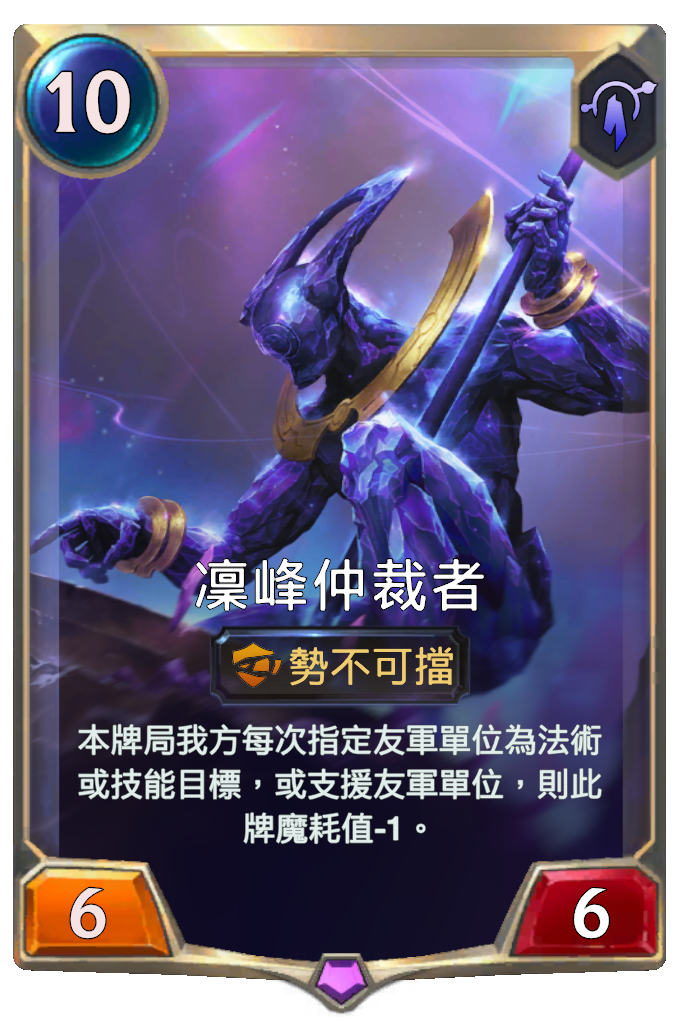 10
凜峰仲裁者
勢不可擋
本牌局我方每次指定友軍單位為法術
或技能目標，或支援友軍單位，則此
牌魔耗值-1。
6
6